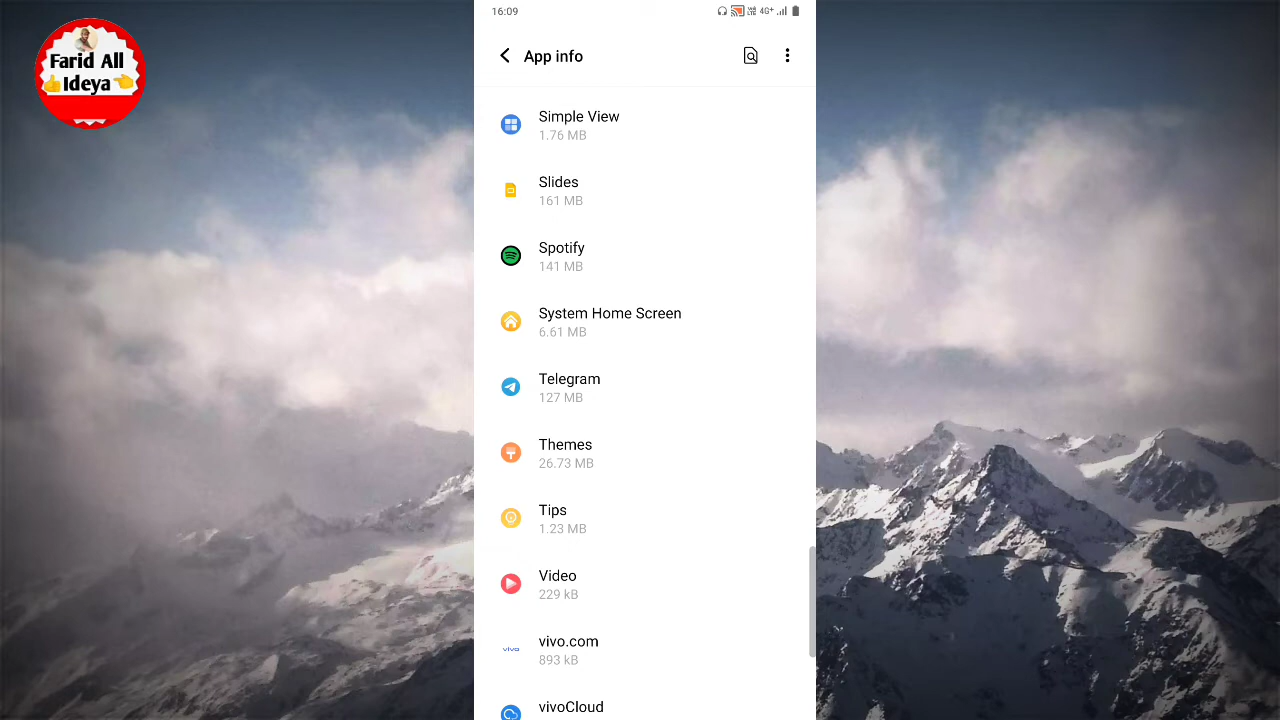 Farid All
Ideya
16:09
4G+
App info
Simple View
1.76 MB
Slides
161 MB
Spotify
141 MB
System Home Screen
6.61 MB
Telegram
127 MB
Themes
26.73 MB
Tips
1.23 MB
Video
229 kB
vivo
vivo.com
893 kB
vivoCloud